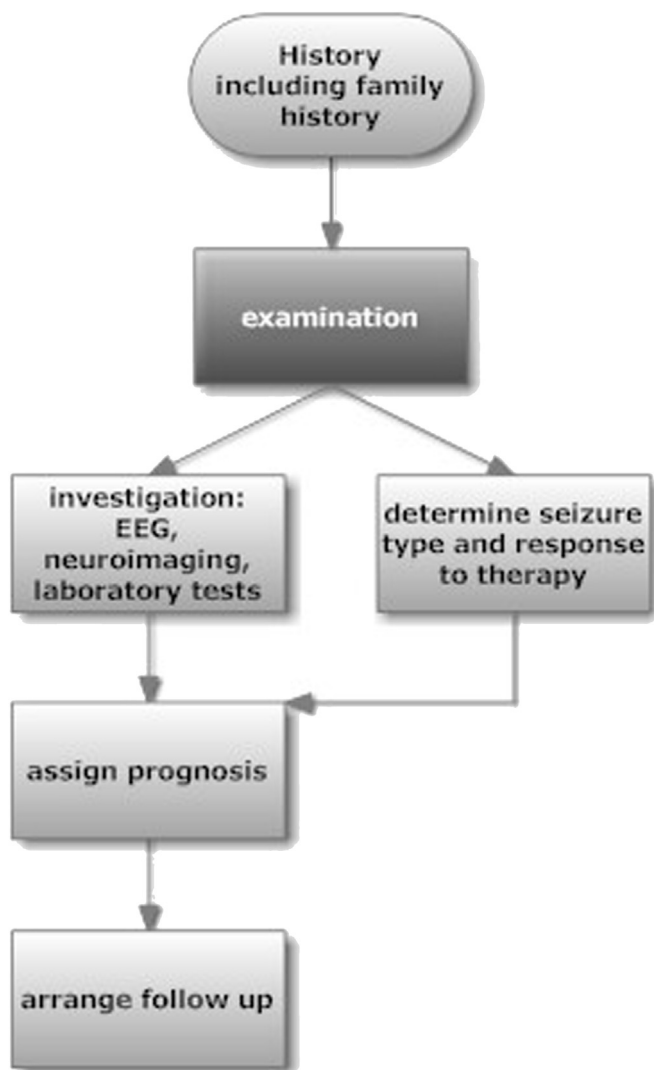 History
including family
history
examination
investigation:
EEG,
neuroimaging,
laboratory tests
determine seizure
type and response
to therapy
assign prognosis
arrange follow up